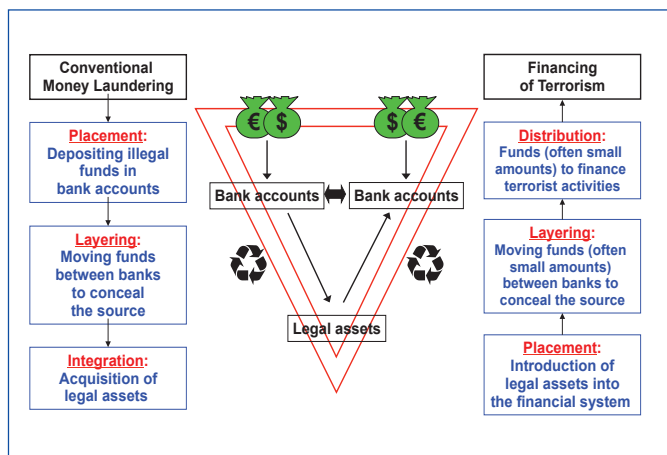 Conventional
Money Laundering
Placement:
Depositing illegal
funds in
bank accounts
Layering:
Moving funds
between banks
to conceal
the source
Integration:
Acquisition of
legal assets
€ $
$ €
Bank accounts
Bank accounts
Legal assets
Financing
of Terrorism
Distribution:
Funds (often small
amounts) to finance
terrorist activities
Layering:
Moving funds (often
small amounts)
between banks to
conceal the source
Placement:
Introduction of
legal assets into
the financial system